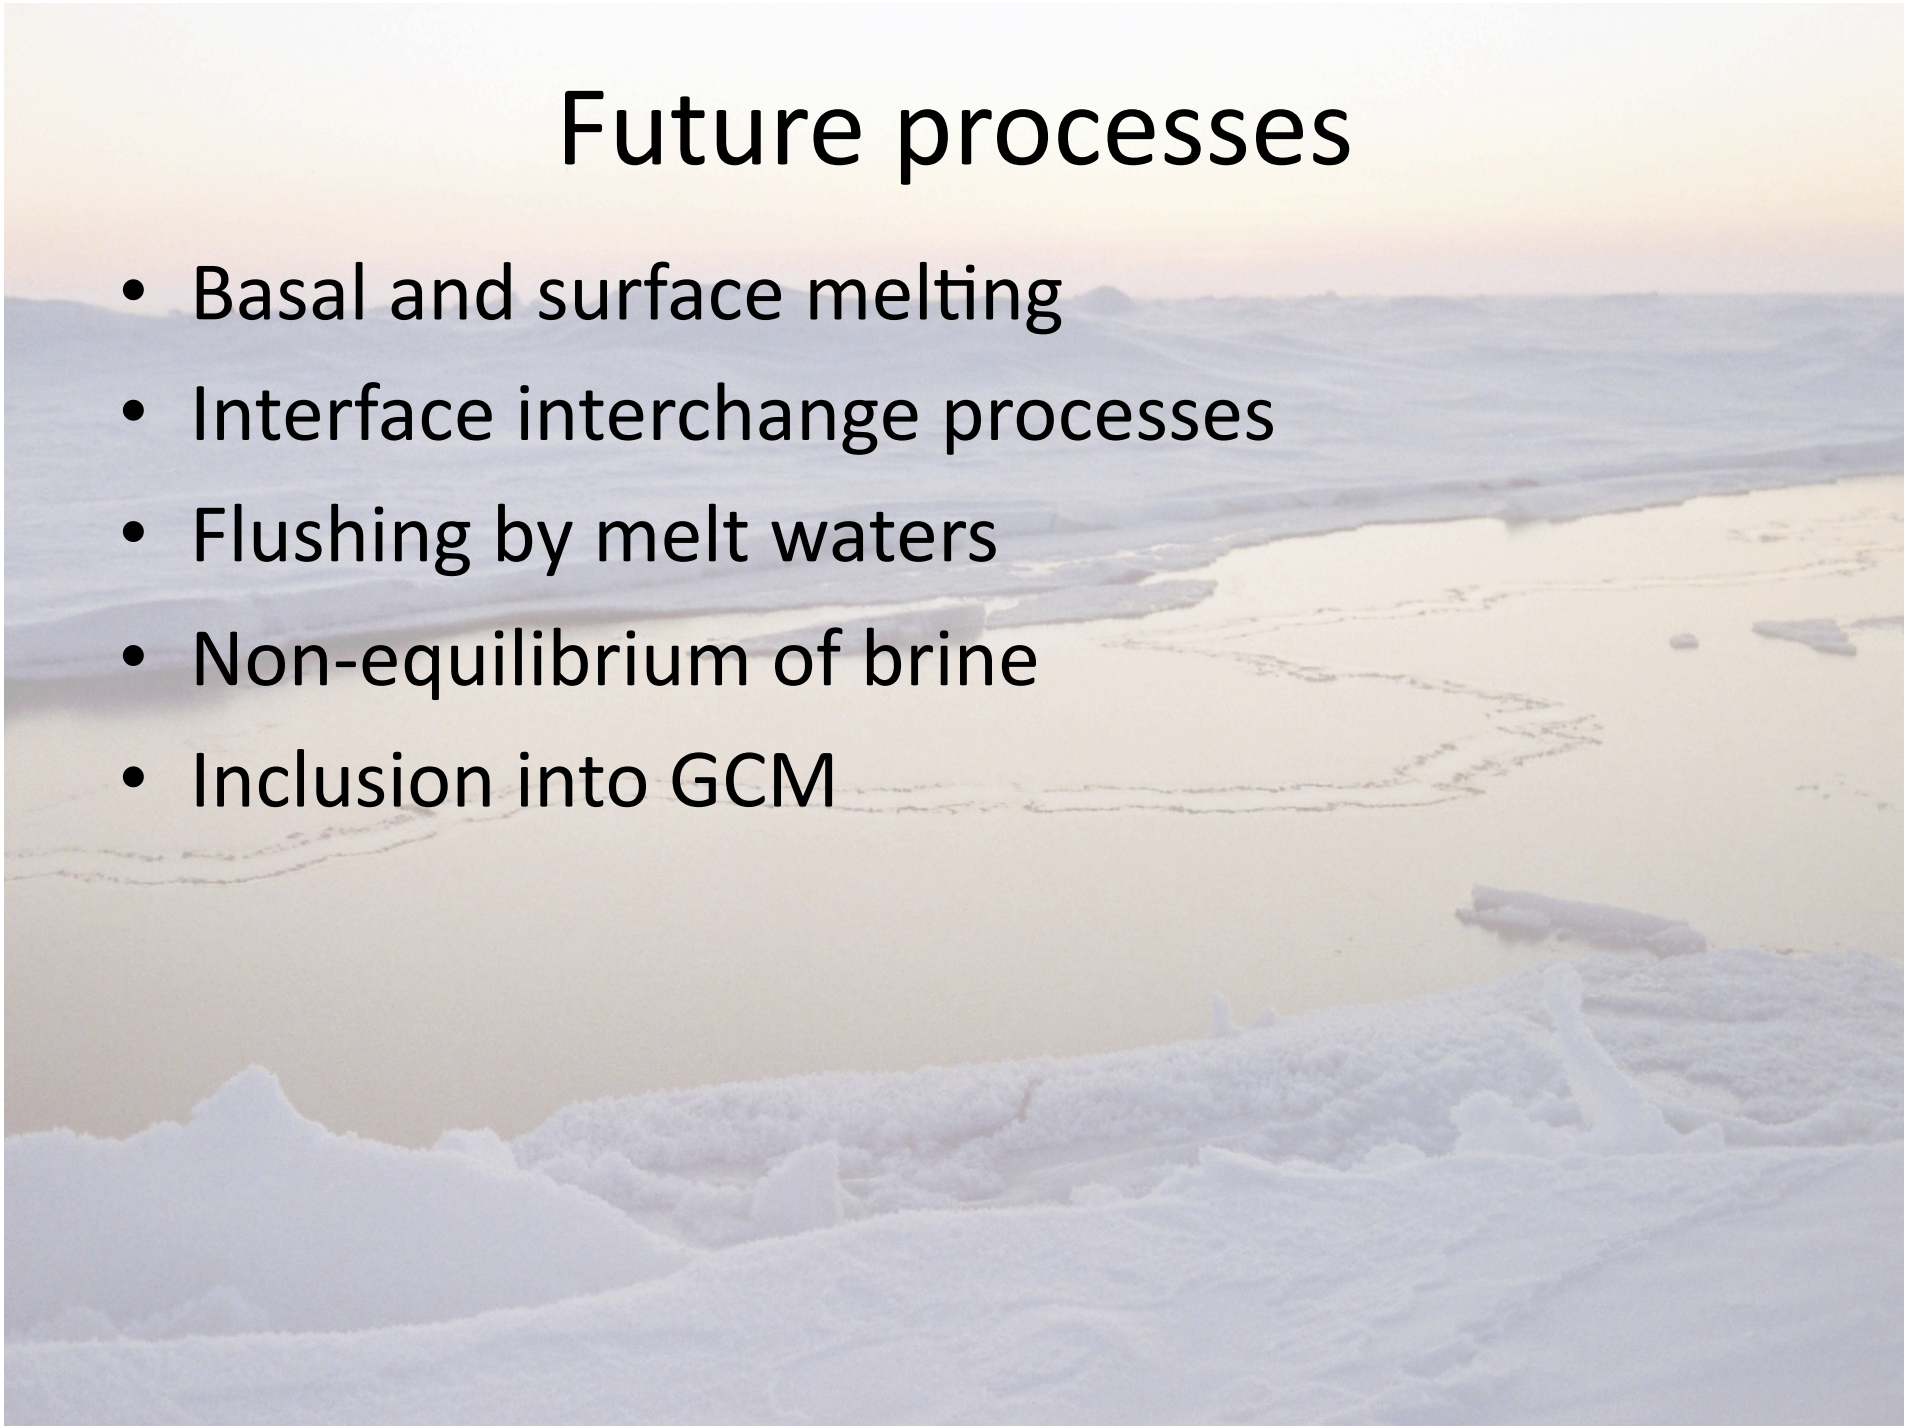 Future processes
• Basal and surface melting
• Interface interchange processes
• Flushing by melt waters
• Non-equilibrium of brine
• Inclusion into GCM